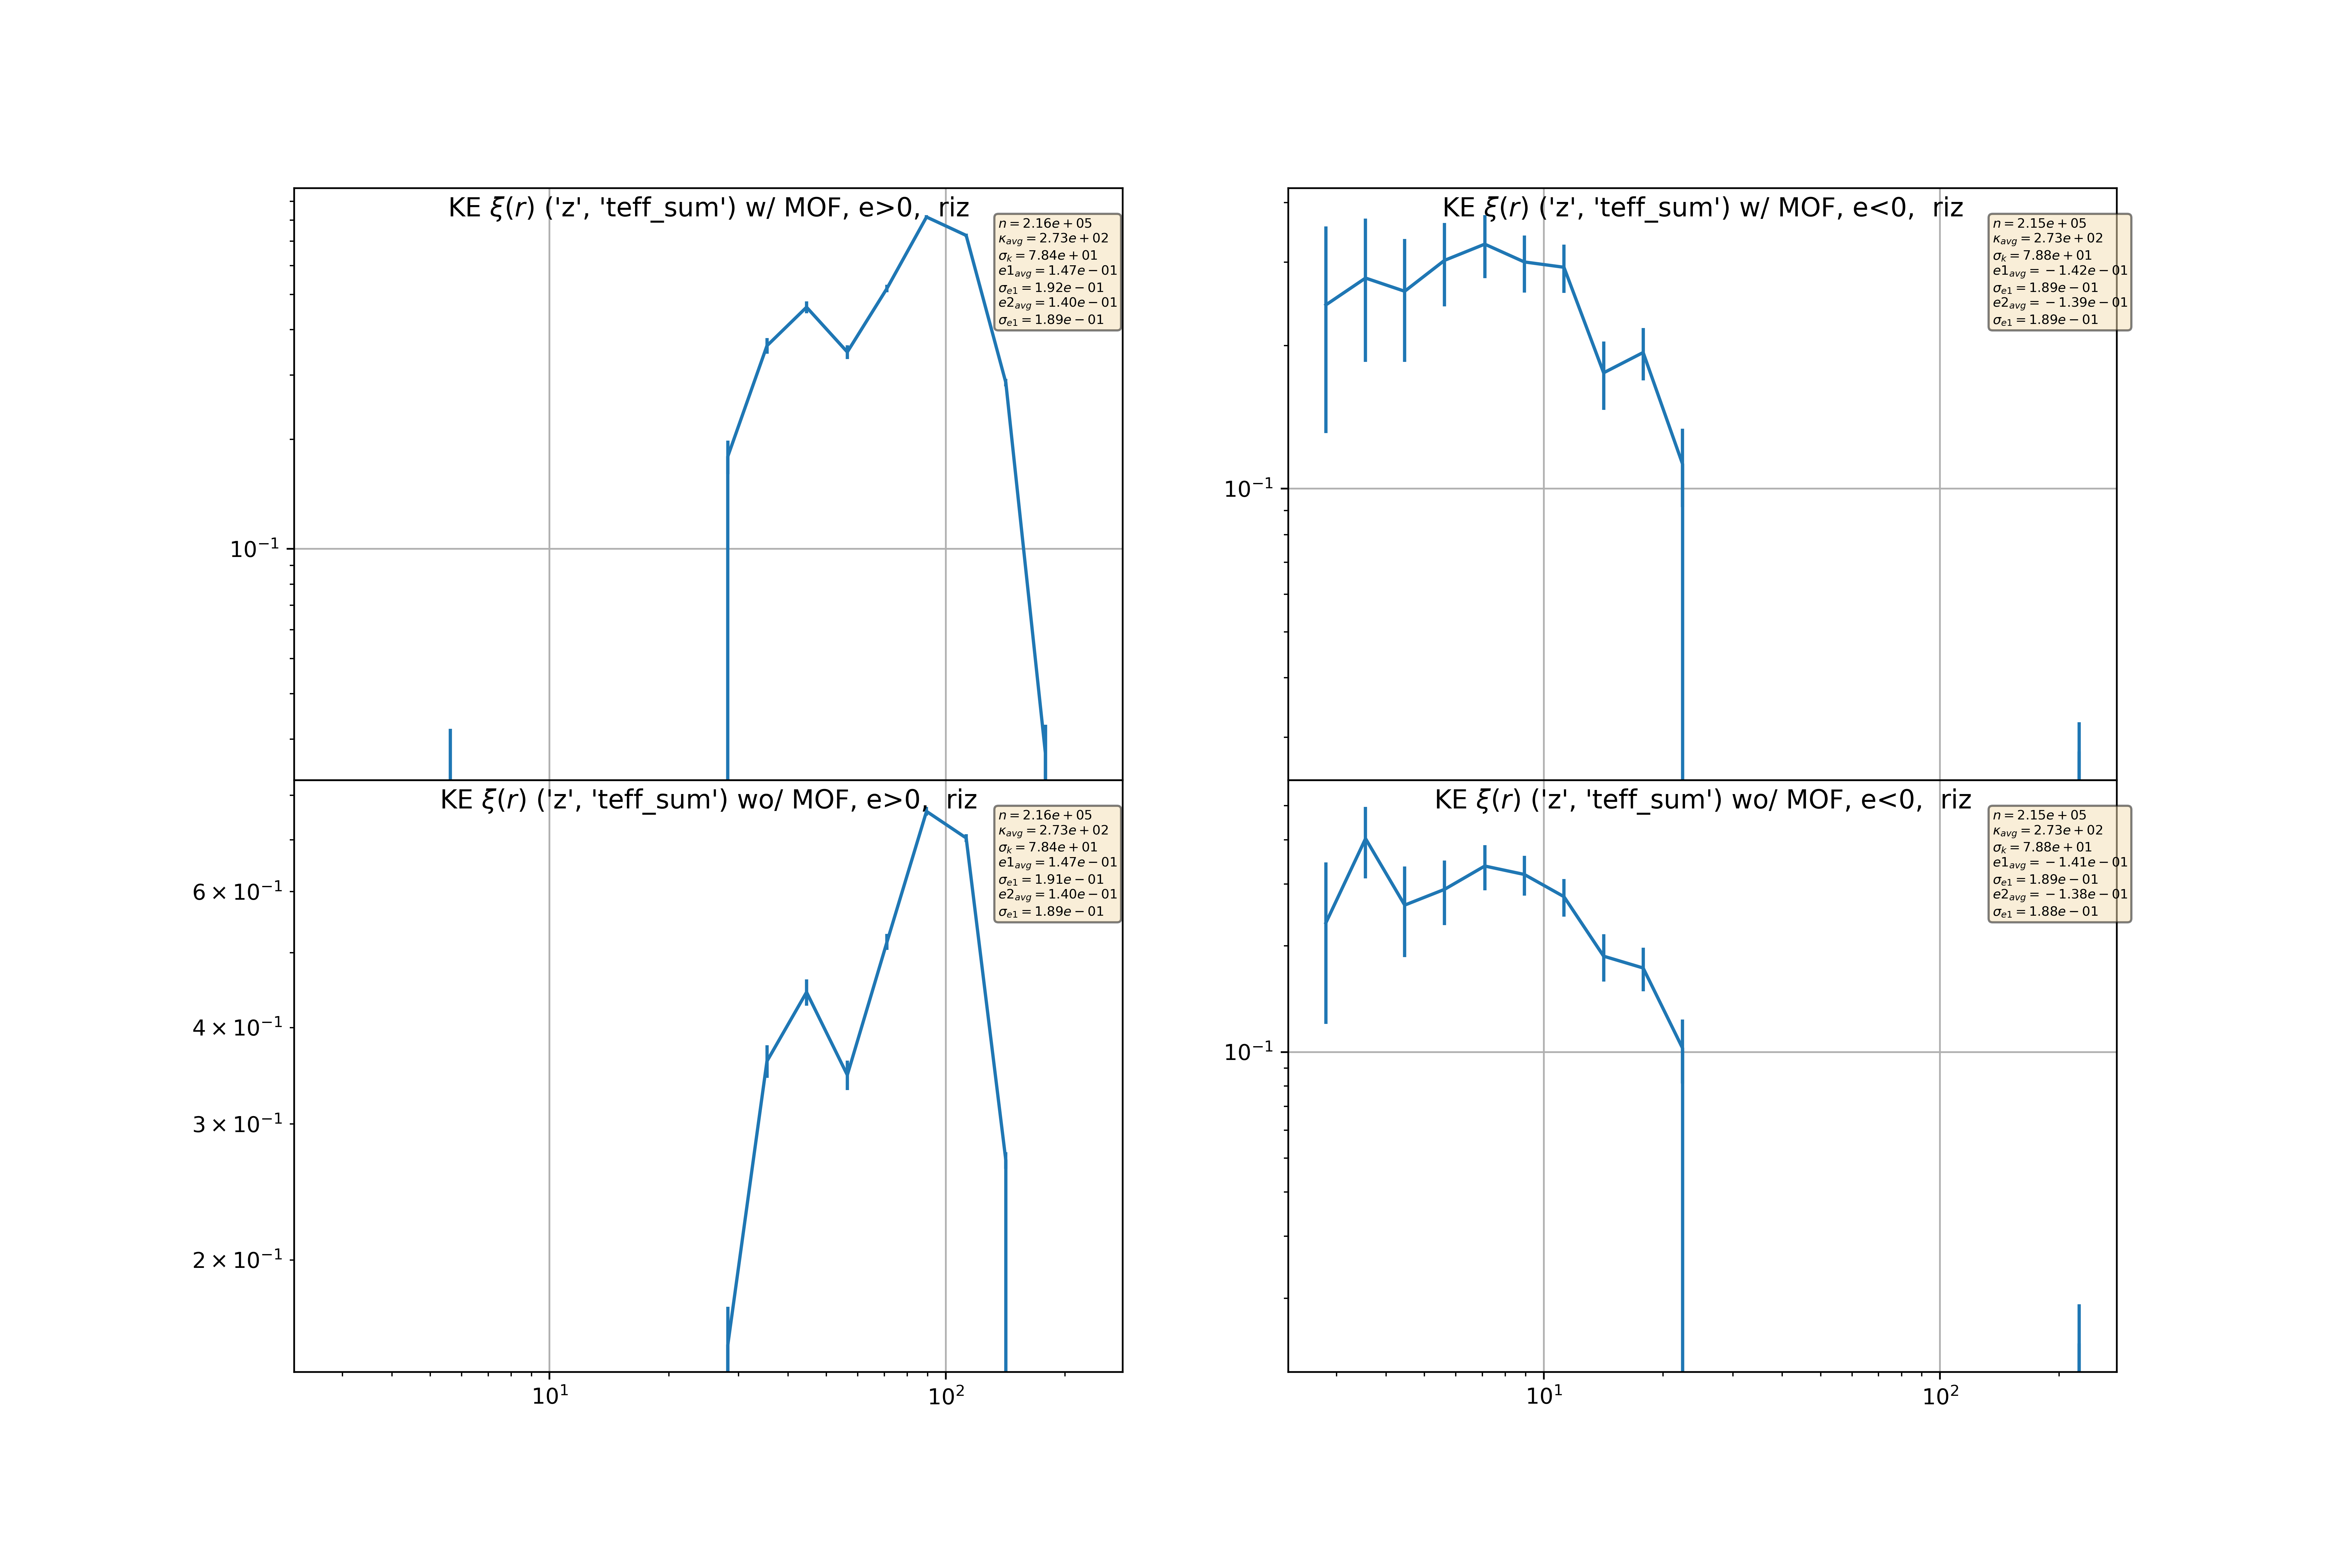 KE ξ(r) ('z', 'teff_sum') w/ MOF, e>0,  riz
n = 2.16e + 05
κavg = 2.73e + 02
σk = 7.84e + 01
e1avg = 1.47e − 01
σe1 = 1.92e − 01
e2avg = 1.40e − 01
σe1 = 1.89e − 01
10−1
KE ξ(r) ('z', 'teff_sum') w/ MOF, e<0,  riz
n = 2.15e + 05
κavg = 2.73e + 02
σk = 7.88e + 01
e1avg = − 1.42e − 01
σe1 = 1.89e − 01
e2avg = − 1.39e − 01
σe1 = 1.89e − 01
10−1
KE ξ(r) ('z', 'teff_sum') wo/ MOF, e>0,  riz
n = 2.16e + 05
κavg = 2.73e + 02
σk = 7.84e + 01
e1avg = 1.47e − 01
σe1 = 1.91e − 01
e2avg = 1.40e − 01
σe1 = 1.89e − 01
6 × 10−1
4 × 10−1
3 × 10−1
2 × 10−1
101 102
KE ξ(r) ('z', 'teff_sum') wo/ MOF, e<0,  riz
n = 2.15e + 05
κavg = 2.73e + 02
σk = 7.88e + 01
e1avg = − 1.41e − 01
σe1 = 1.89e − 01
e2avg = − 1.38e − 01
σe1 = 1.88e − 01
10−1
101 102